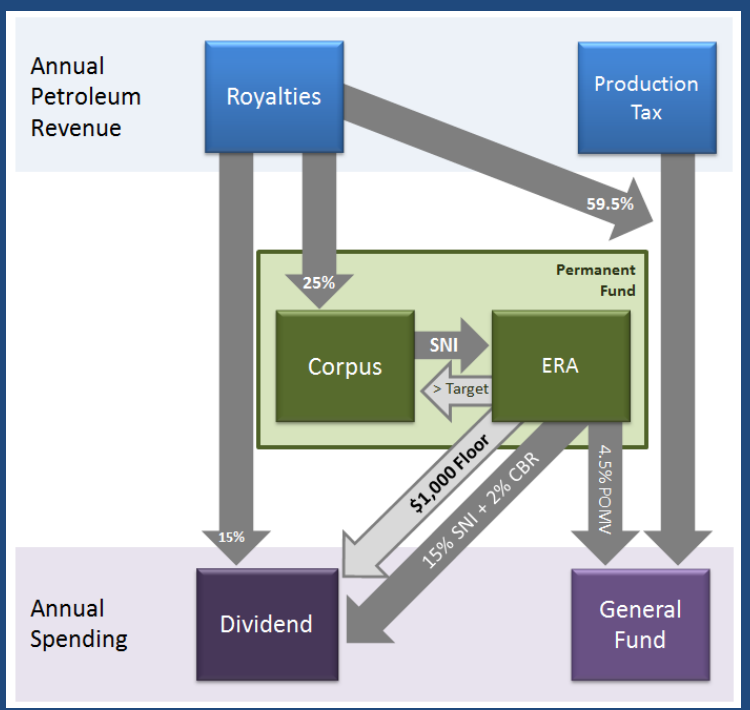 Annual
Petroleum
Revenue
Royalties
Production
Tax
59.5%
Permanent
Fund
25%
Corpus
SNI
ERA
> Target
$1,000 Floor
15% SNI + 2% CBR
4.5% POMV
15%
Annual
Spending
Dividend
General
Fund